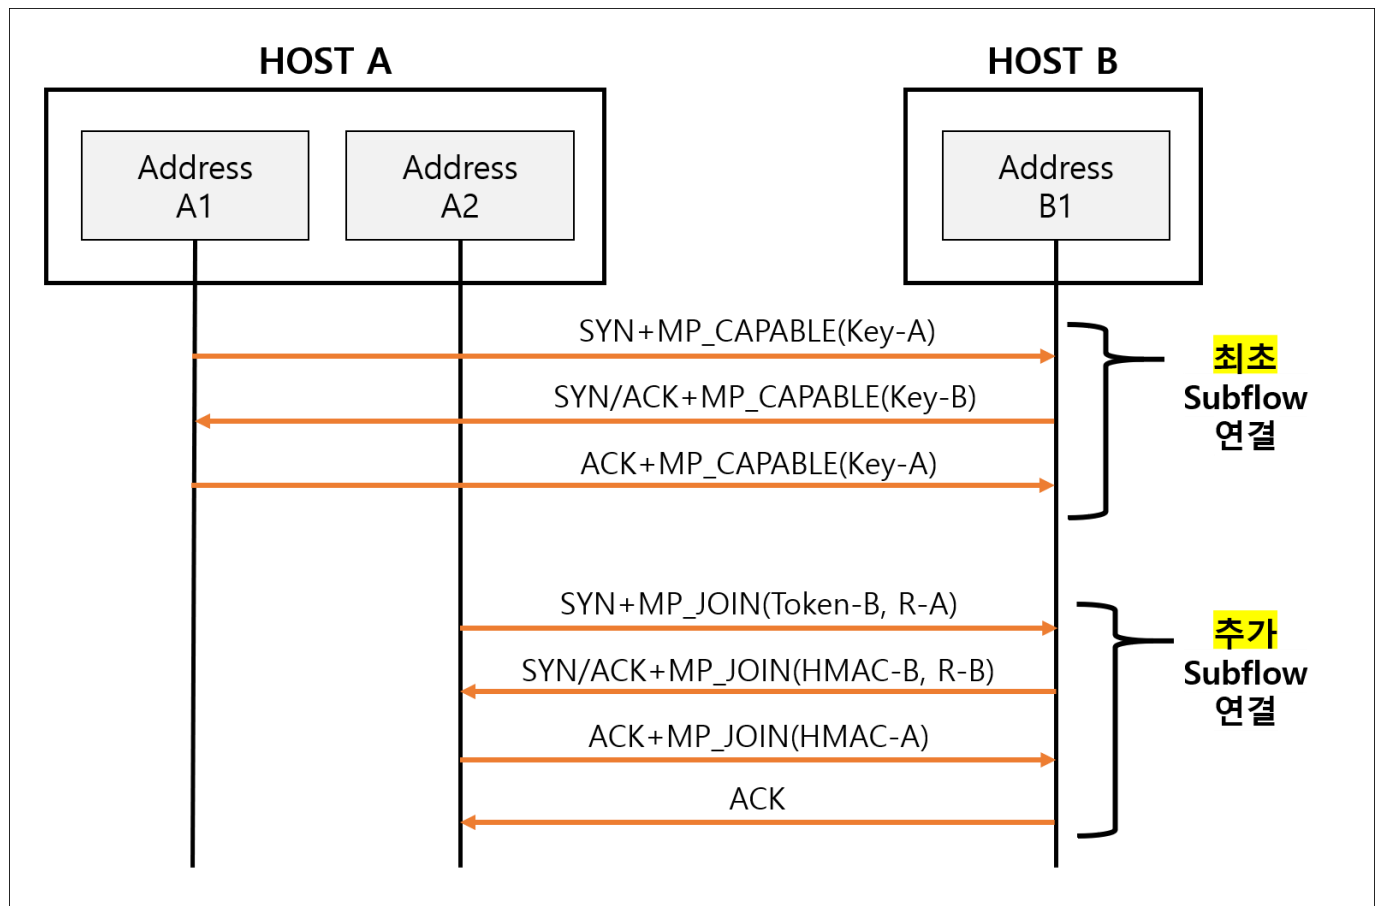 HOST A
HOST B
Address
A1
Address
A2
Address
B1
SYN+MP_CAPABLE(Key-A)
SYN/ACK+MP_CAPABLE(Key-B)
ACK+MP_CAPABLE(Key-A)
최초
Subflow
연결
SYN+MP_JOIN(Token-B, R-A)
SYN/ACK+MP_JOIN(HMAC-B, R-B)
ACK+MP_JOIN(HMAC-A)
ACK
추가
Subflow
연결